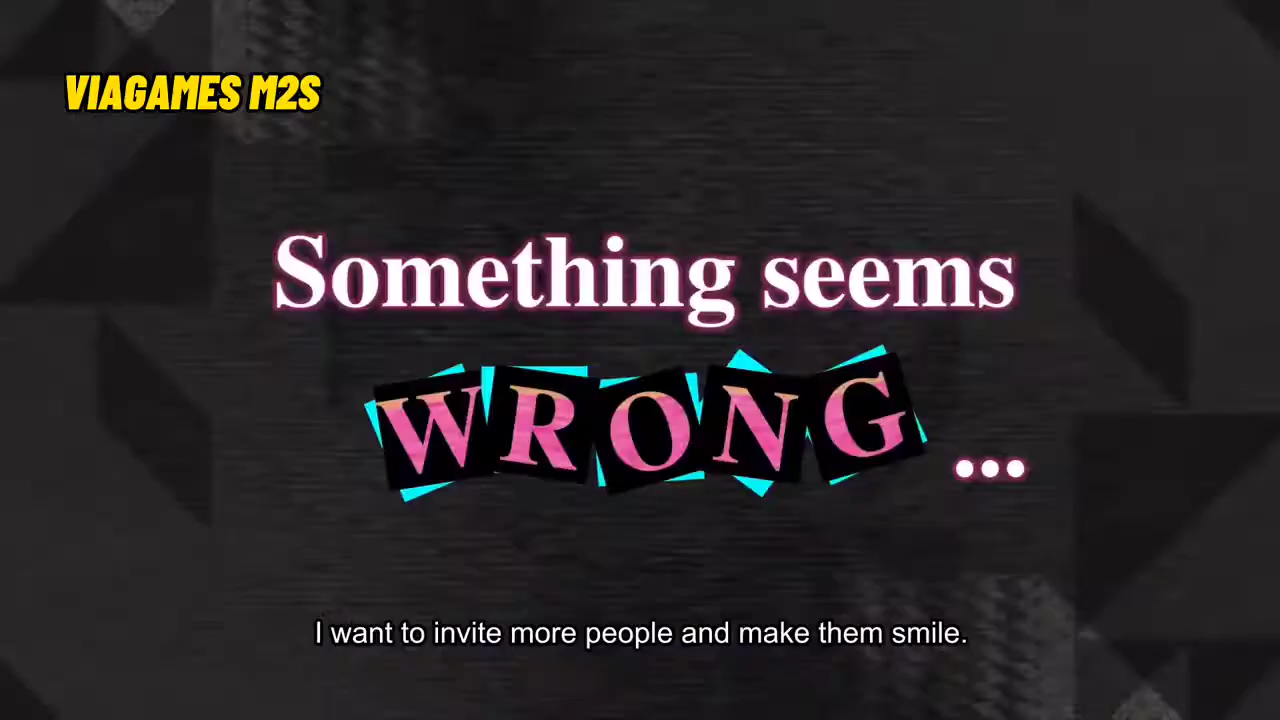 VIAGAMES M2S
Something seems
WRONG
...
I want to invite more people and make them smile.